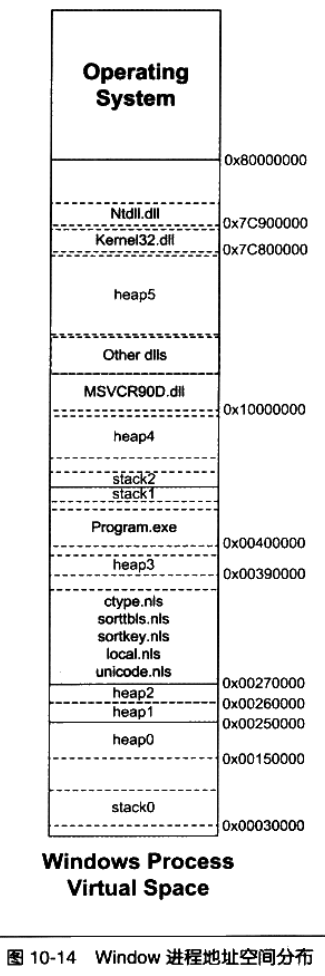 Operating
System
0x80000000
Ntdll.dll
0x7C900000
Kernel32.dll
0x7C800000
heap5
Other dlls
MSVCR90D.dll
0x10000000
heap4
stack2
stack1
Program.exe
0x00400000
heap3
0x00390000
ctype.nls
sorttbls.nls
sortkey.nls
local.nls
unicode.nls
0x00270000
heap2
0x00260000
heap1
0x00250000
heap0
0x00150000
stack0
0x00030000
Windows Process
Virtual Space
图 10-14 Window 进程地址空间分布